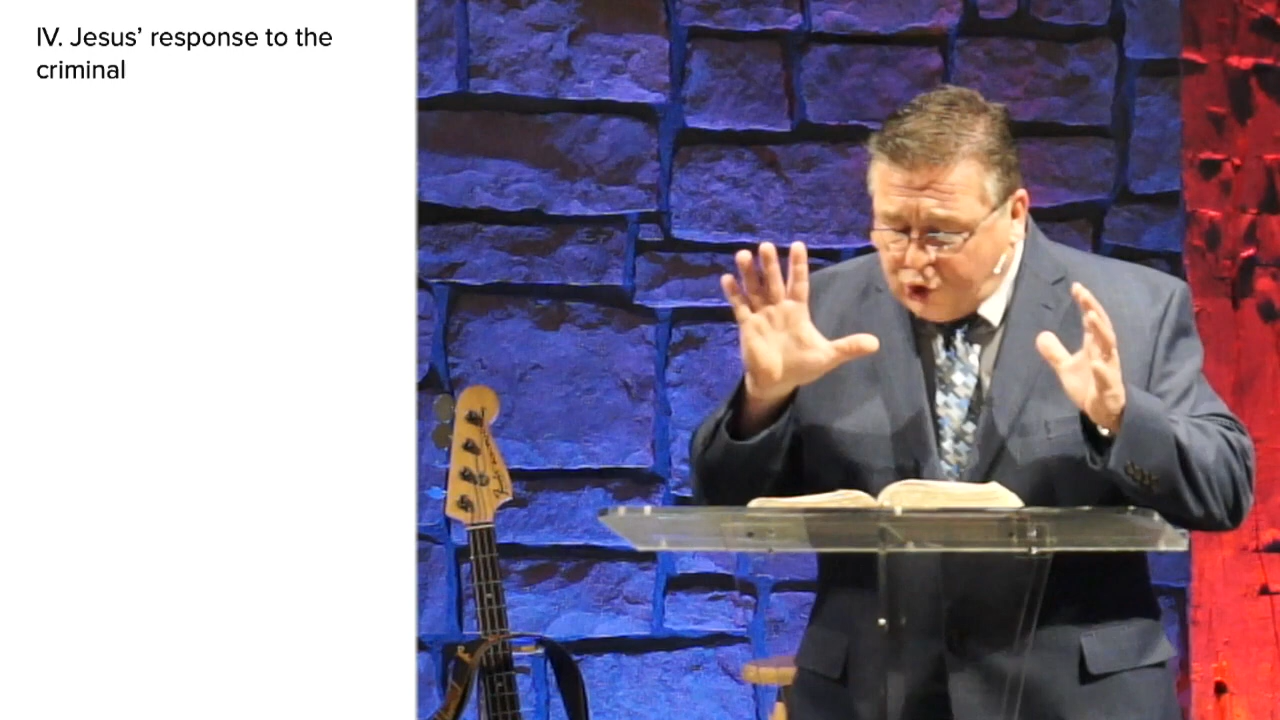 IV. Jesus’ response to the
criminal